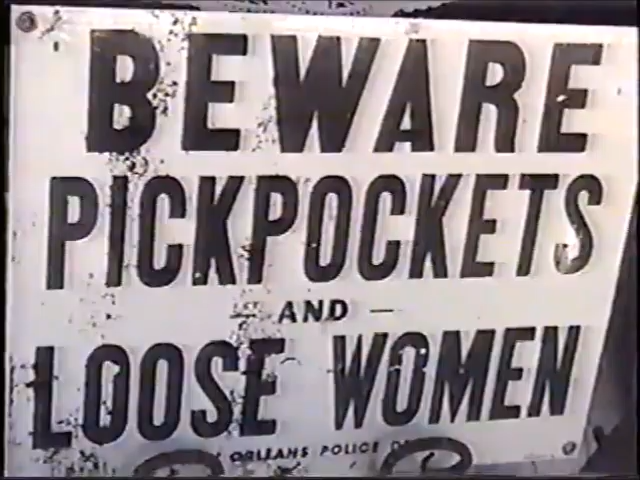 BEWARE
PICKPOCKETS
- AND -
LOOSE WOMEN
ORLEANS POLICE